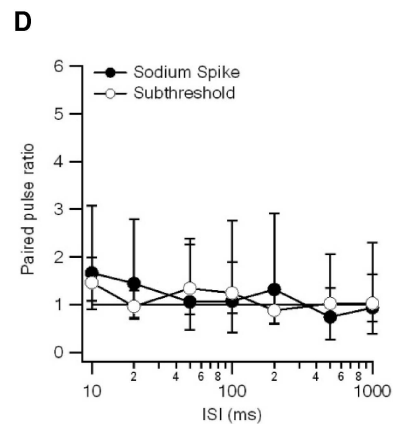 D
6
Sodium Spike
Subthreshold
5
4
3
2
1
0
Paired pulse ratio
2 4 6 8 2 4 6 8
10 100 1000
ISI (ms)